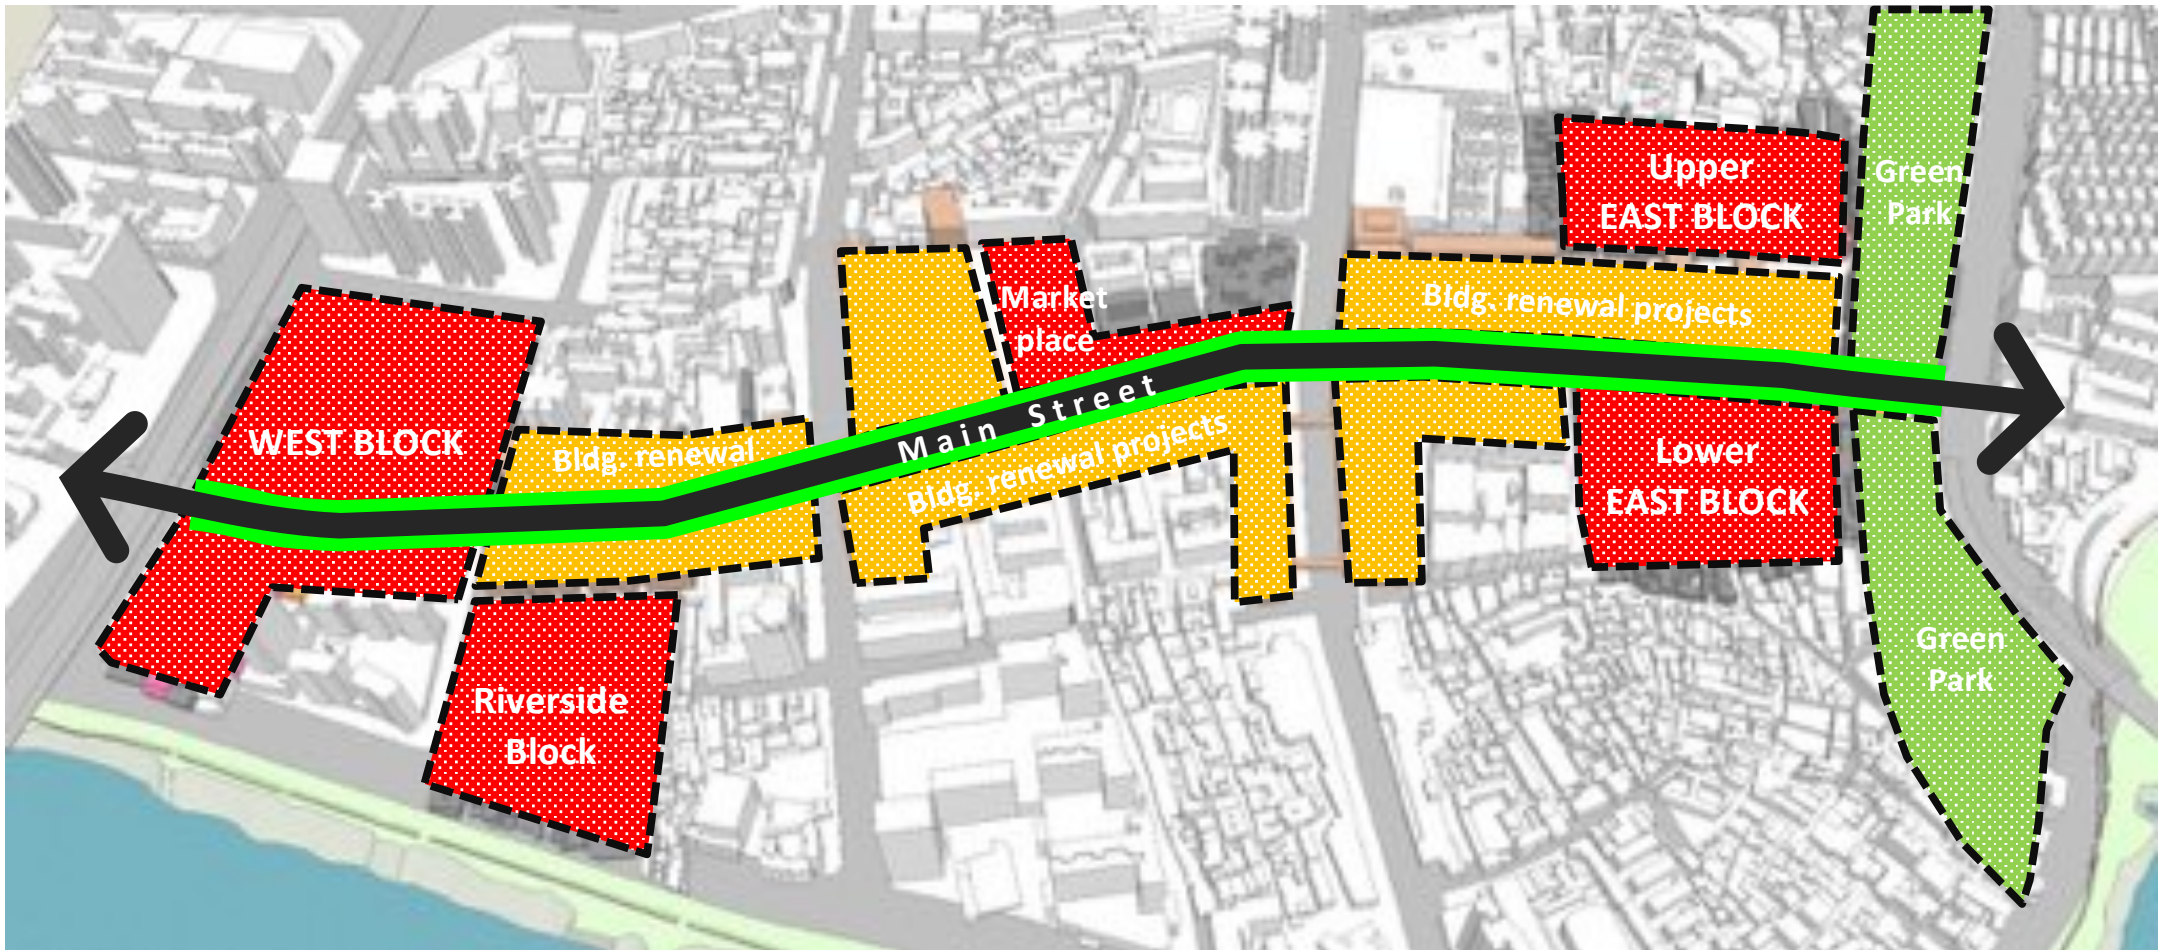 Upper
EAST BLOCK
Green
Park
Market
place
Bldg. renewal projects
WEST BLOCK
Bldg. renewal
Main Street
Bldg. renewal projects
Lower
EAST BLOCK
Green
Park
Riverside
Block